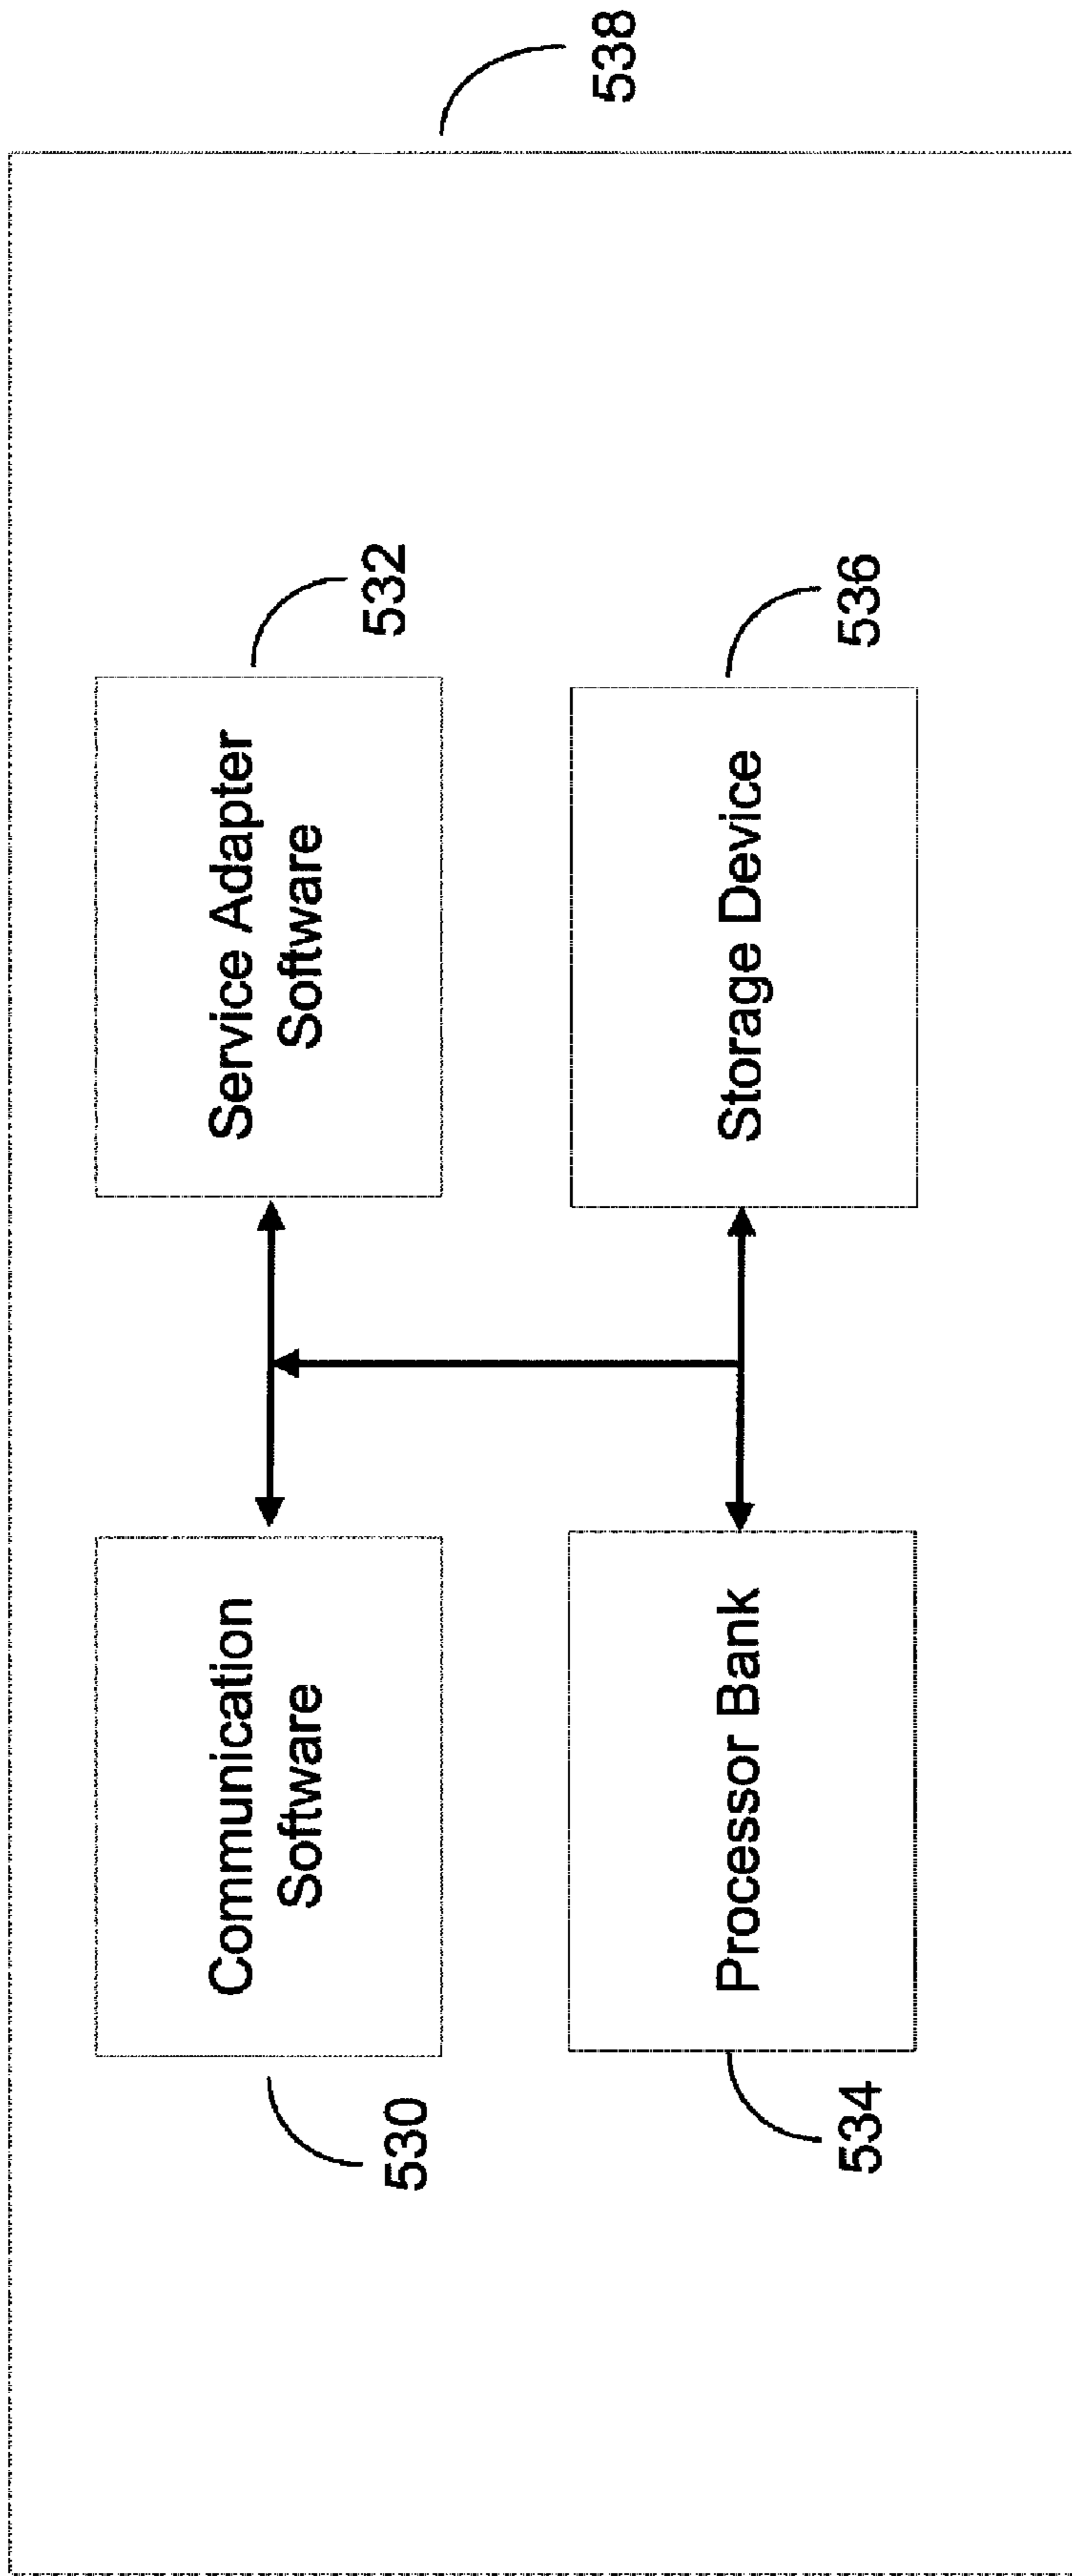 538
Communication
Software
530
Service Adapter
Software
532
Processor Bank
534
Storage Device
536